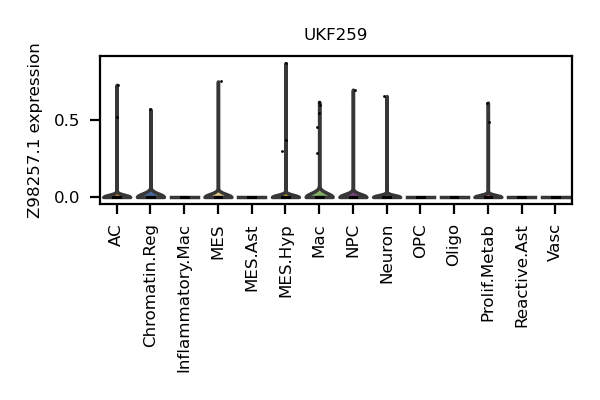 UKF259
Z98257.1 expression
0.5
0.0
AC
Chromatin.Reg
Inflammatory.Mac
MES
MES.Ast
MES.Hyp
Mac
NPC
Neuron
OPC
Oligo
Prolif.Metab
Reactive.Ast
Vasc